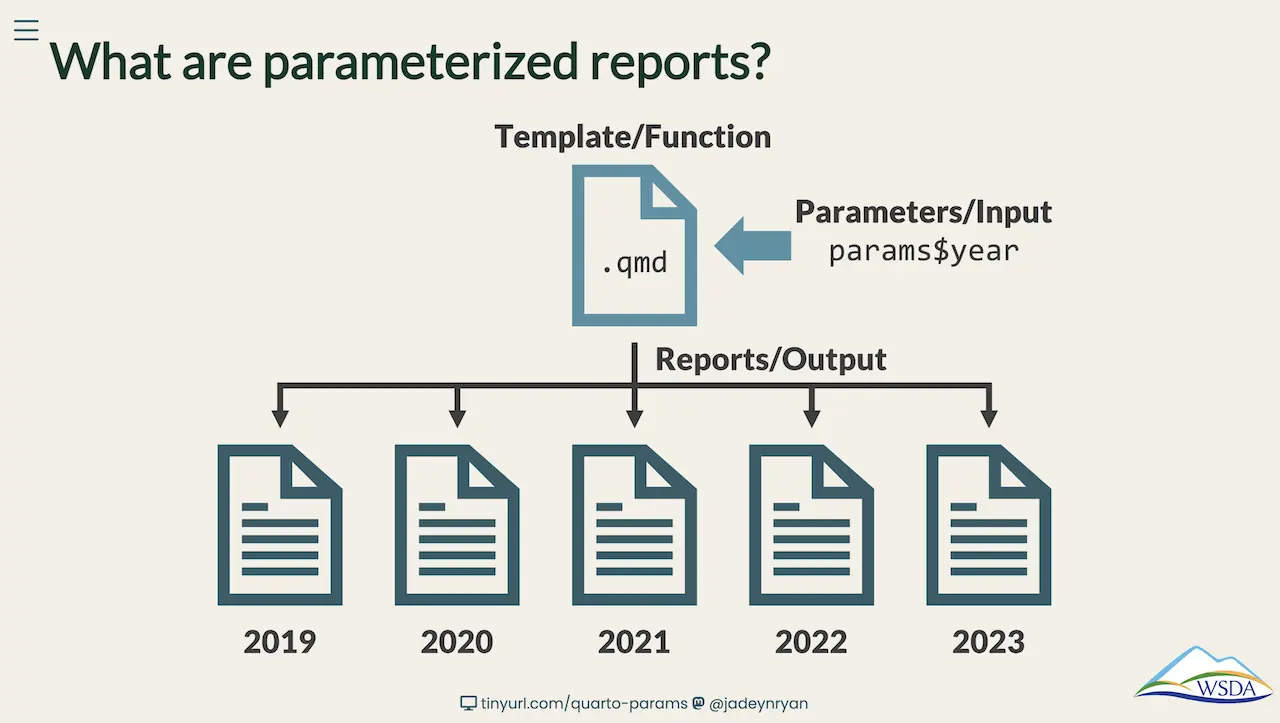 What are parameterized reports?
Template/Function
.qmd
Parameters/Input
params$year
Reports/Output
2019 2020 2021 2022 2023
tinyurl.com/quarto-params @jadeynryan
WSDA